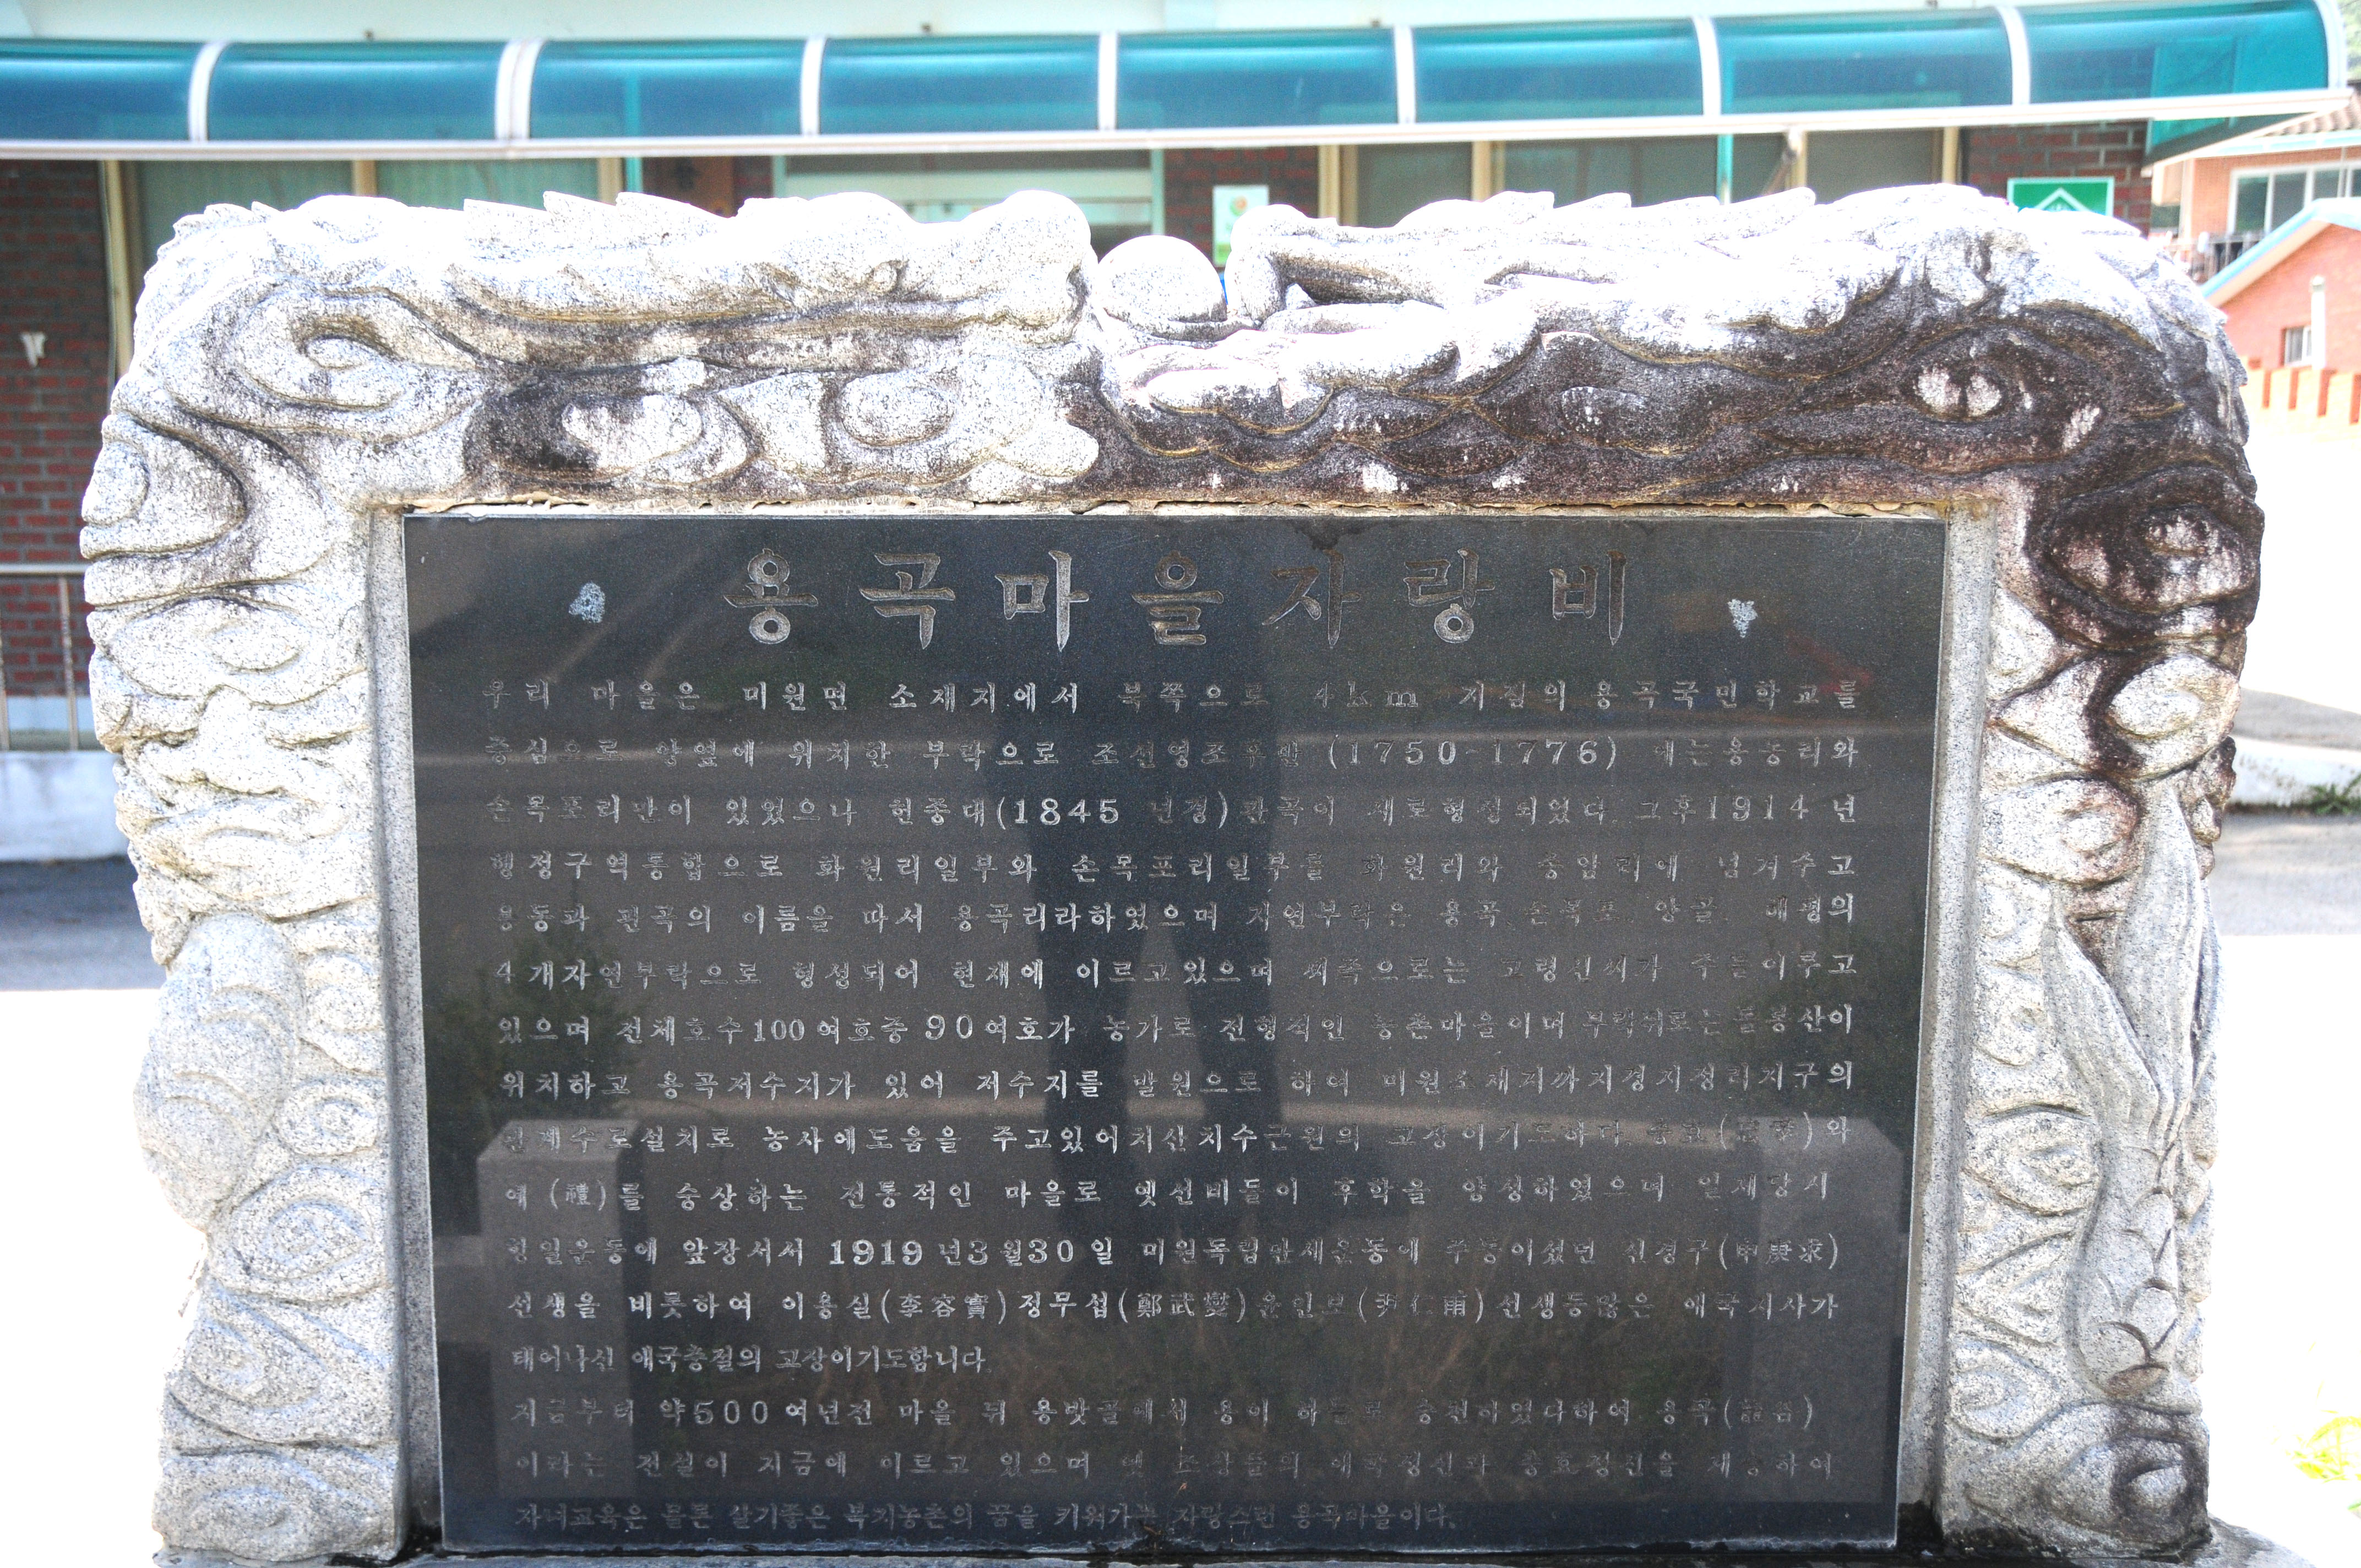 용곡마을자랑비
우리 마을은 미원면 소재지에서 북쪽으로 4km 지점의 용곡국민학교를
중심으로 양옆에 위치한 부락으로 조선영조후반 (1750-1776) 에는용농리와
손목포리만이 있었으나 헌종대(1845 년경) 새로형성되었다. 그후1914 년
행정구역통합으로 화원리일부와 손목포리일부를 화원리와 송암리에 넘겨주고
용동과 판곡의 이름을 따서 용곡리라하였으며 자연부락은 용곡 손목포 양골
4개자연부락으로 형성되어 현재에 이르고있으며 씨족으로는 고령신씨가 주를이루고
있으며 전체호수100여호중 90여호가 농가로 전형적인 농촌마을이며
위치하고 용곡저수지가 있어 저수지를 발원으로 하여 미원소재지까지경지정리지구의
단계수로설치로 농사에도움을 주고있어치산치수근원의 고장이기도하다.
예(禮)를 숭상하는 전통적인 마을로 옛선비들이 후학을 양성하였으며 일제당시
항일운동에 앞장서서 1919년3월30일 미원독립만세운동에 주동이셨던 신경구(申庚求)
선생을 비롯하여 이용실(李容實)정무섭(鄭武燮)윤인보(尹仁甫)선생등많은 애국지사가
태어나신 애국충절의 고장이기도합니다.
지금부터 약500여년전 마을 뒤 용밧골에서 용이 하늘로 승천하였다하여 용곡
이라는 전설이 지금에 이르고 있으며 옛 조상들의 애국정신과 충효정신을 계승하여
자녀교육은 물론 살기좋은 복지농촌의 꿈을 키워가는 자랑스런 용곡마을이다.